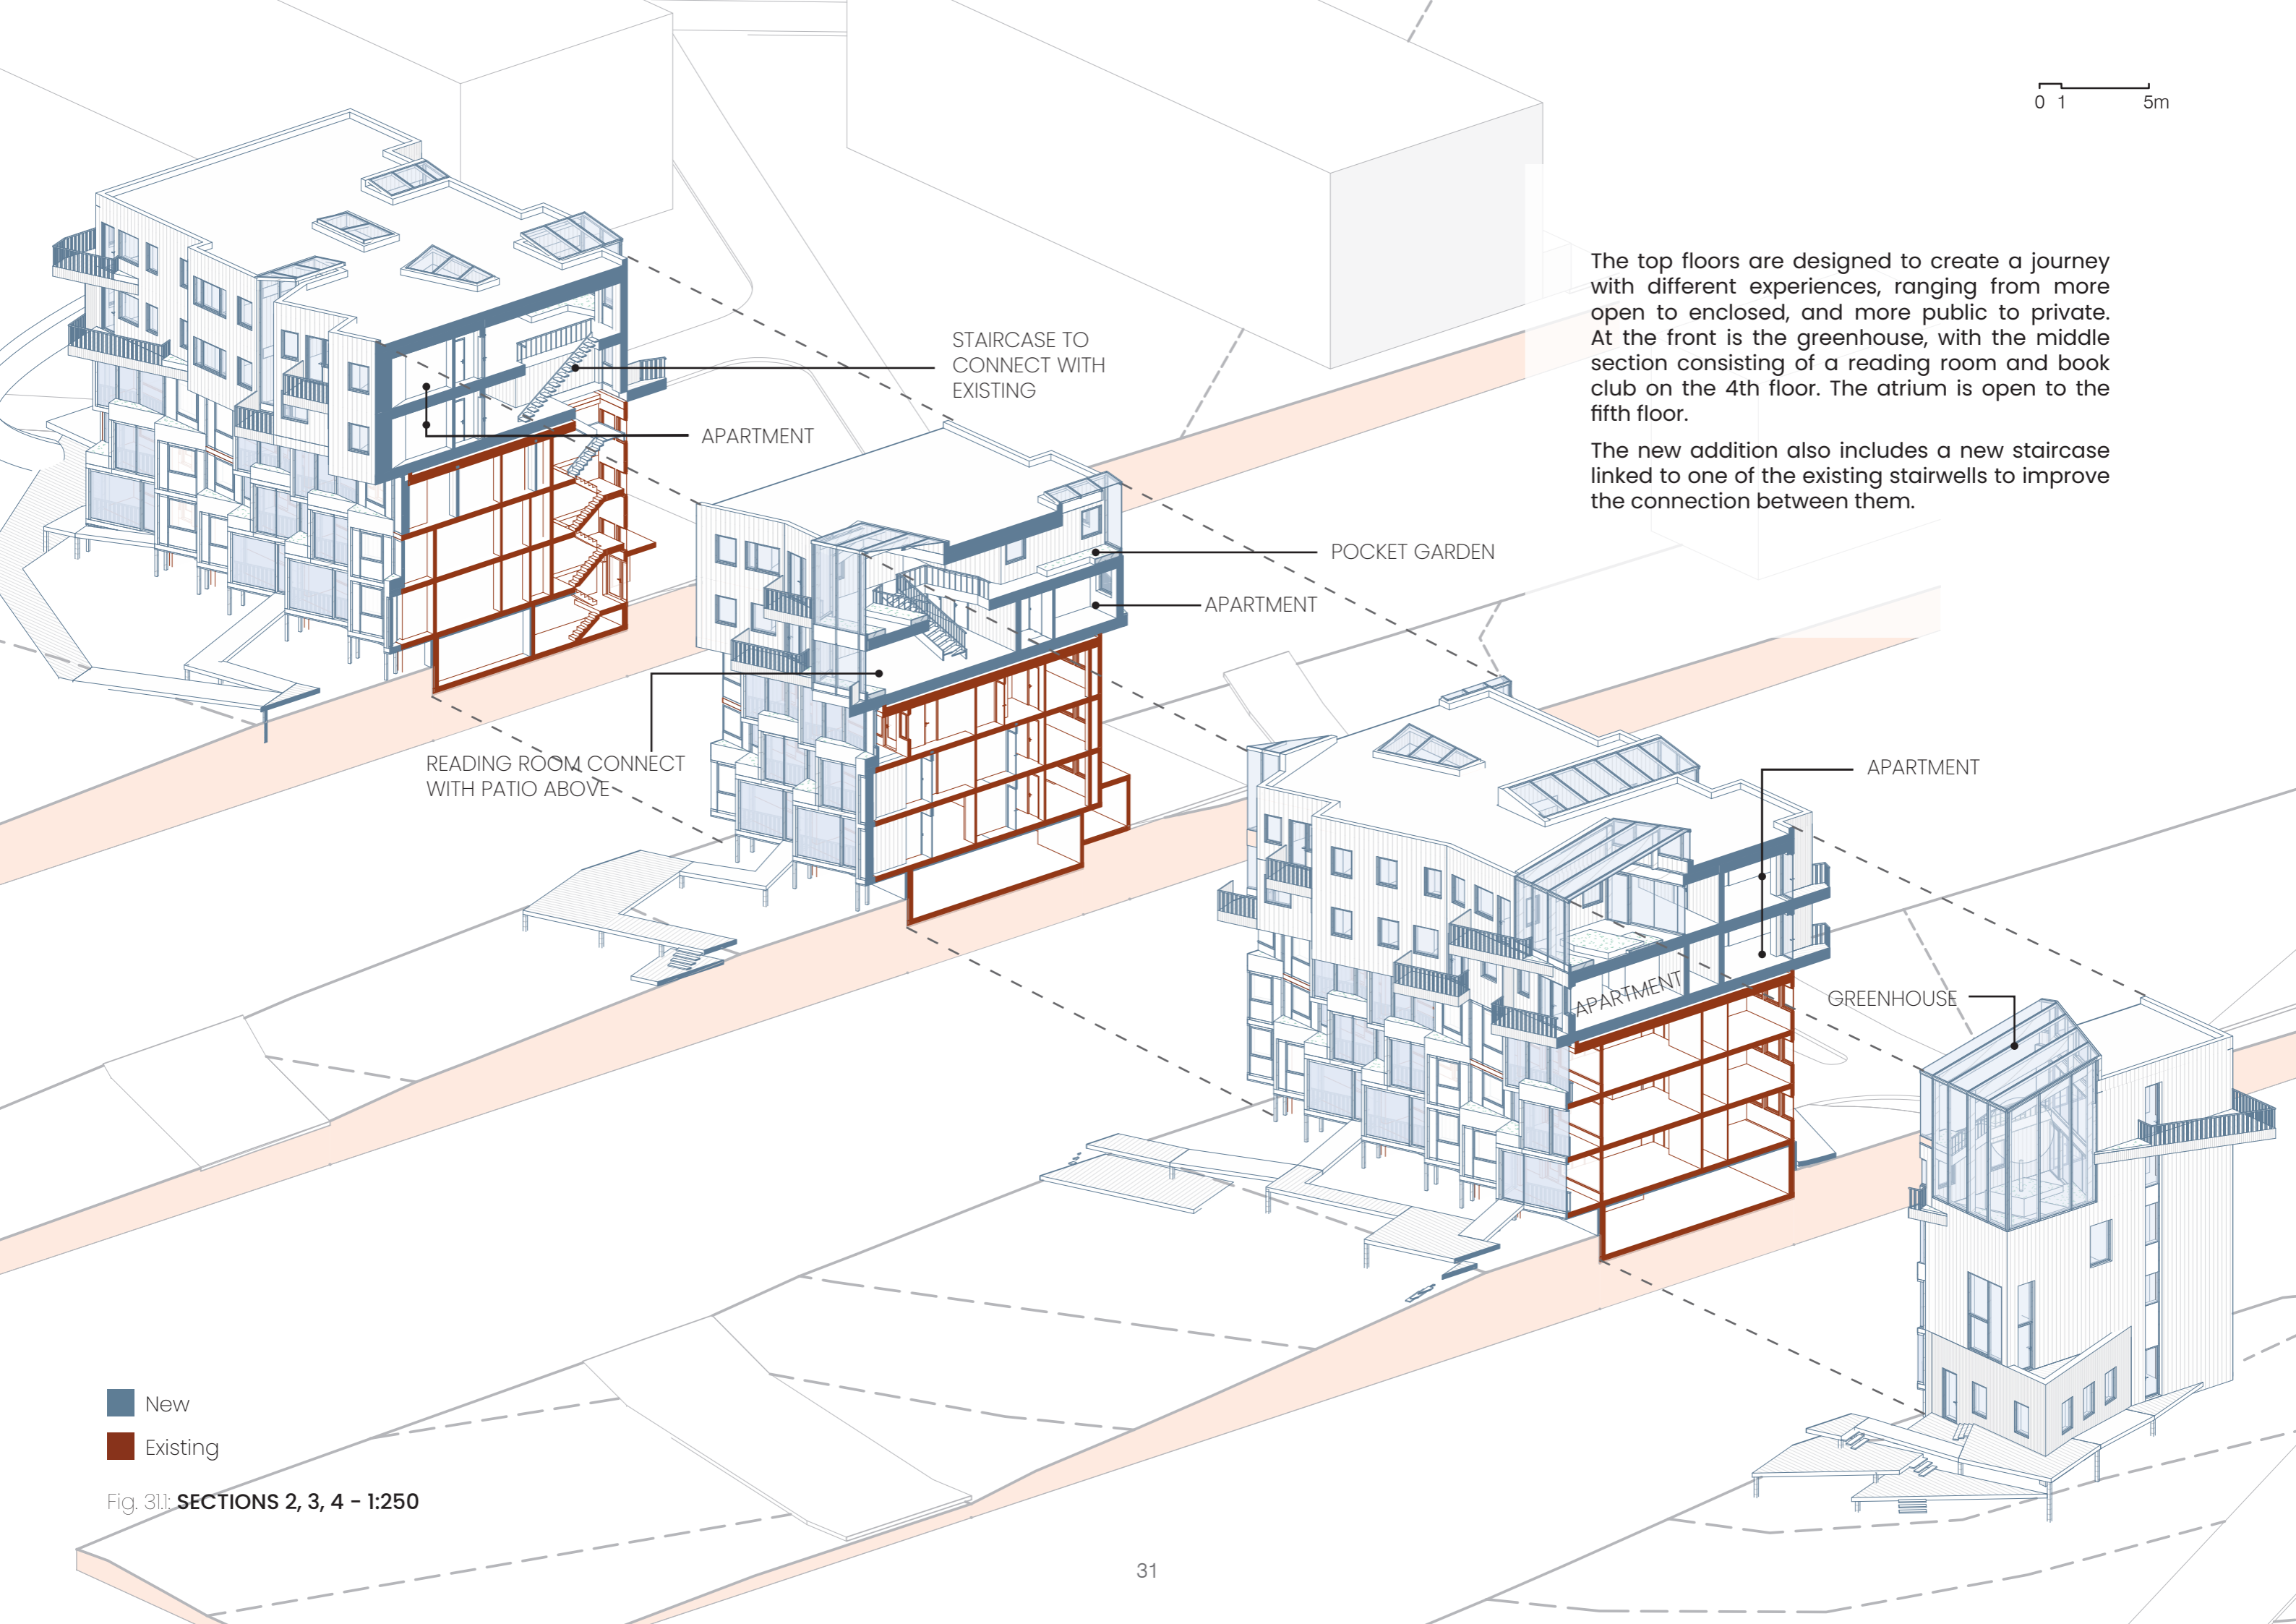 0 1 5m
The top floors are designed to create a journey
with different experiences, ranging from more
open to enclosed, and more public to private.
At the front is the greenhouse, with the middle
section consisting of a reading room and book
club on the 4th floor. The atrium is open to the
fifth floor.
The new addition also includes a new staircase
linked to one of the existing stairwells to improve
the connection between them.
STAIRCASE TO
CONNECT WITH
EXISTING
APARTMENT
POCKET GARDEN
APARTMENT
READING ROOM CONNECT
WITH PATIO ABOVE
APARTMENT
APARTMENT
GREENHOUSE
New
Existing
Fig. 31.1: SECTIONS 2, 3, 4 - 1:250
31